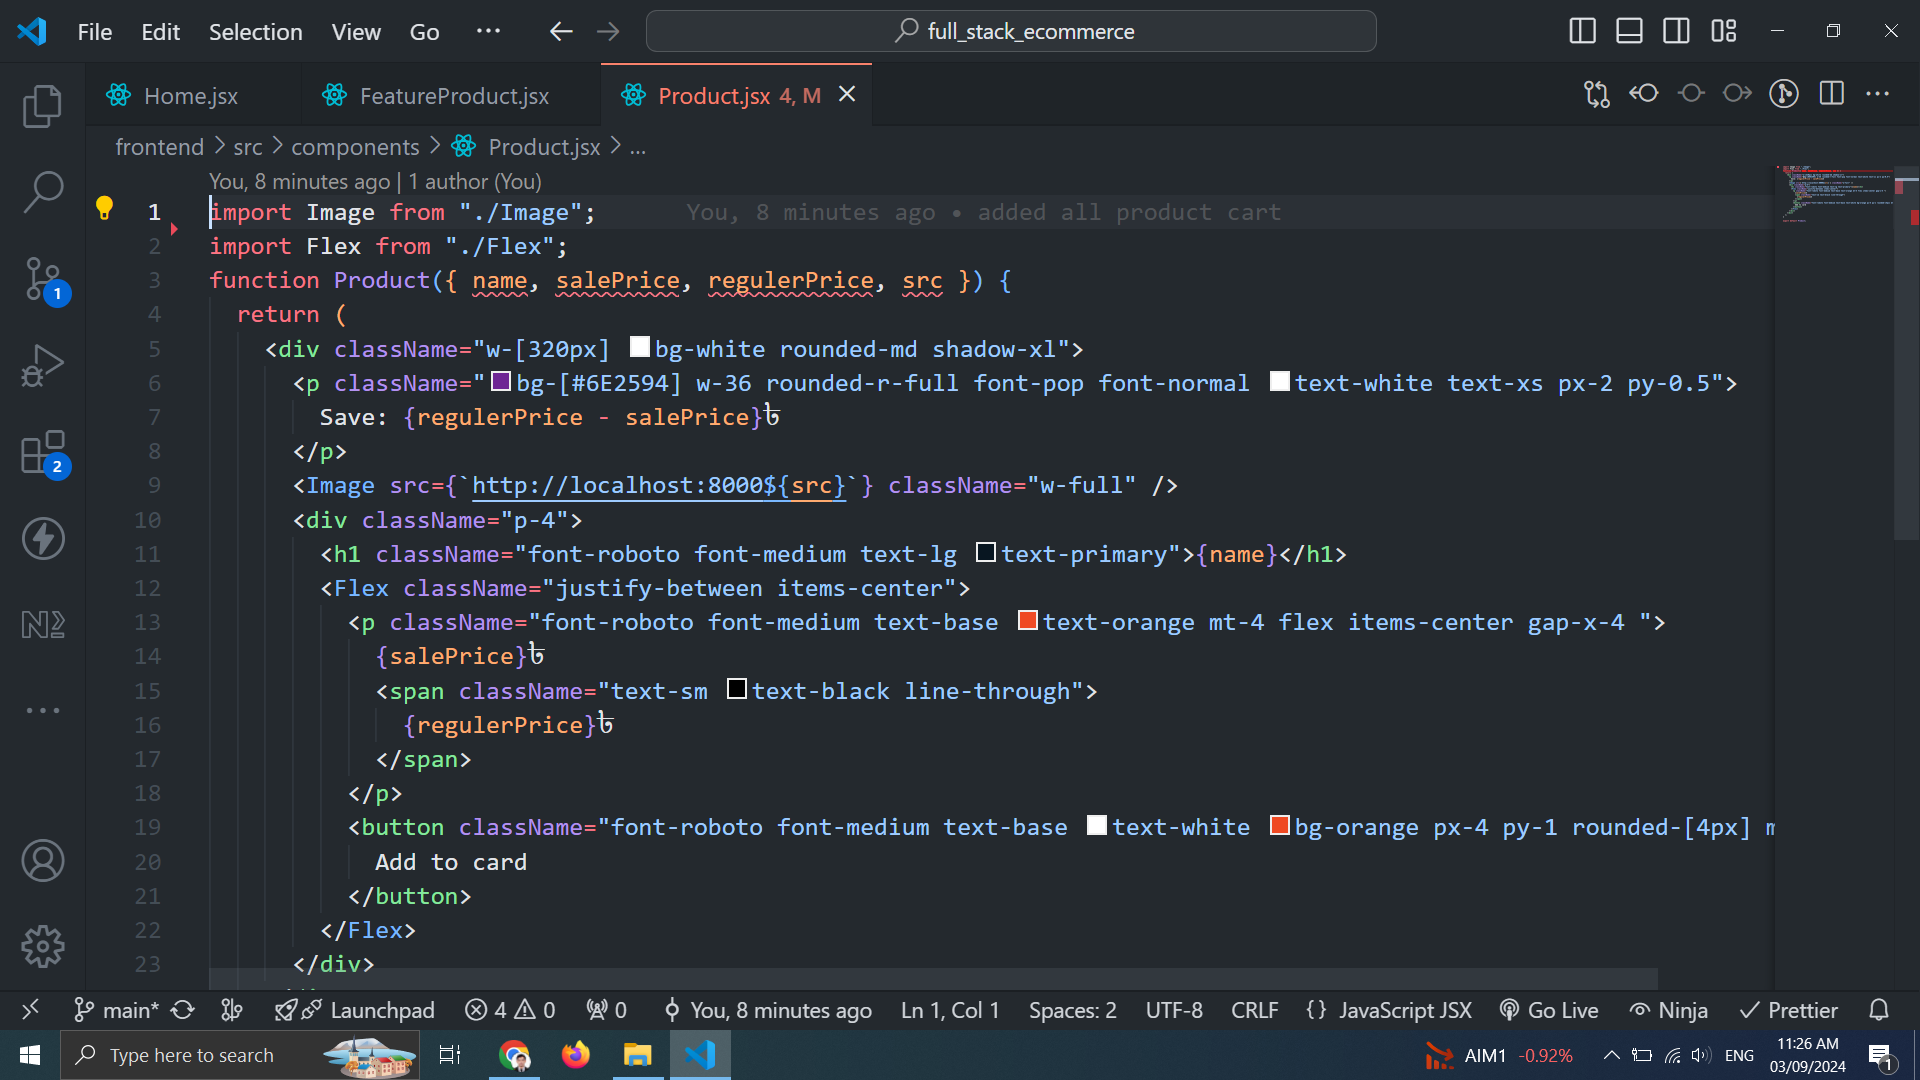 File Edit Selection View Go ... full_stack_ecommerce
Home.jsx FeatureProduct.jsx Product.jsx 4, M
frontend > src > components > Product.jsx > ...
You, 8 minutes ago | 1 author (You)
1 import Image from "./Image"; You, 8 minutes ago • added all product cart
2 import Flex from "./Flex";
3 function Product({ name, salePrice, regulerPrice, src }) {
4 return (
5 <div className="w-[320px] bg-white rounded-md shadow-xl">
6 <p className="bg-[#6E2594] w-36 rounded-r-full font-pop font-normal text-white text-xs px-2 py-0.5">
7 Save: {regulerPrice - salePrice}৳
8 </p>
9 <Image src={`http://localhost:8000${src}`} className="w-full" />
10 <div className="p-4">
11 <h1 className="font-roboto font-medium text-lg text-primary">{name}</h1>
12 <Flex className="justify-between items-center">
13 <p className="font-roboto font-medium text-base text-orange mt-4 flex items-center gap-x-4 ">
14 {salePrice}৳
15 <span className="text-sm text-black line-through">
16 {regulerPrice}৳
17 </span>
18 </p>
19 <button className="font-roboto font-medium text-base text-white bg-orange px-4 py-1 rounded-[4px]
20 Add to card
21 </button>
22 </Flex>
23 </div>
1
2
main* Launchpad 4 0 0 You, 8 minutes ago Ln 1, Col 1 Spaces: 2 UTF-8 CRLF {} JavaScript JSX Go Live Ninja Prettier
Type here to search AIM1 -0.92% ENG 11:26 AM
03/09/2024 1